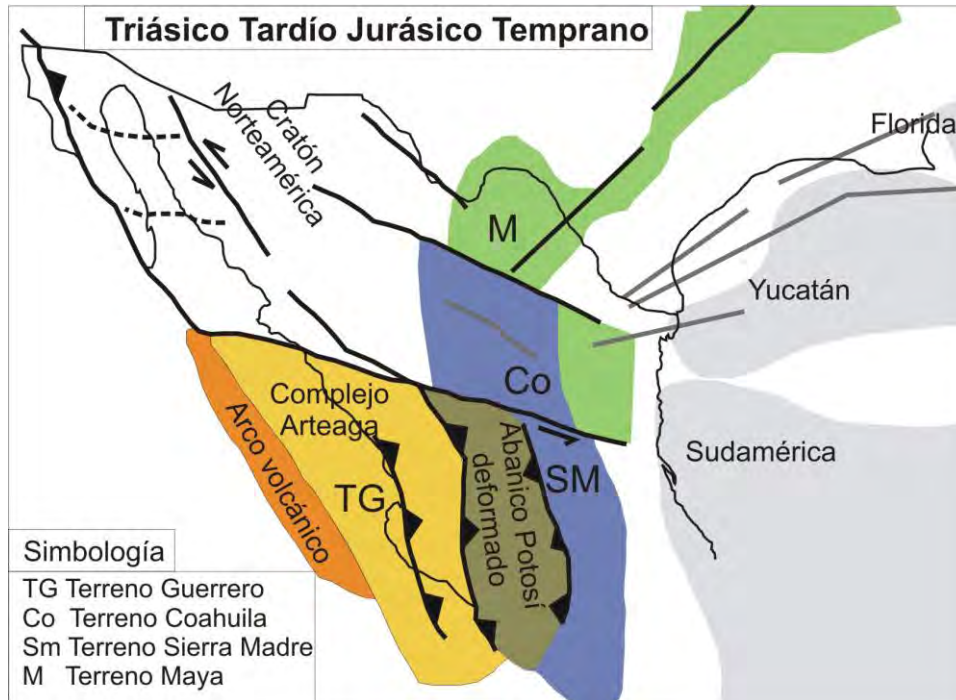 Triásico Tardío Jurásico Temprano
Cratón
Norteamérica
Florida
M
Yucatán
Co
Complejo
Arteaga
Arco volcánico
TG
Abanico Potosí
deformado
SM
Sudamérica
Simbología
TG Terreno Guerrero
Co Terreno Coahuila
Sm Terreno Sierra Madre
M Terreno Maya